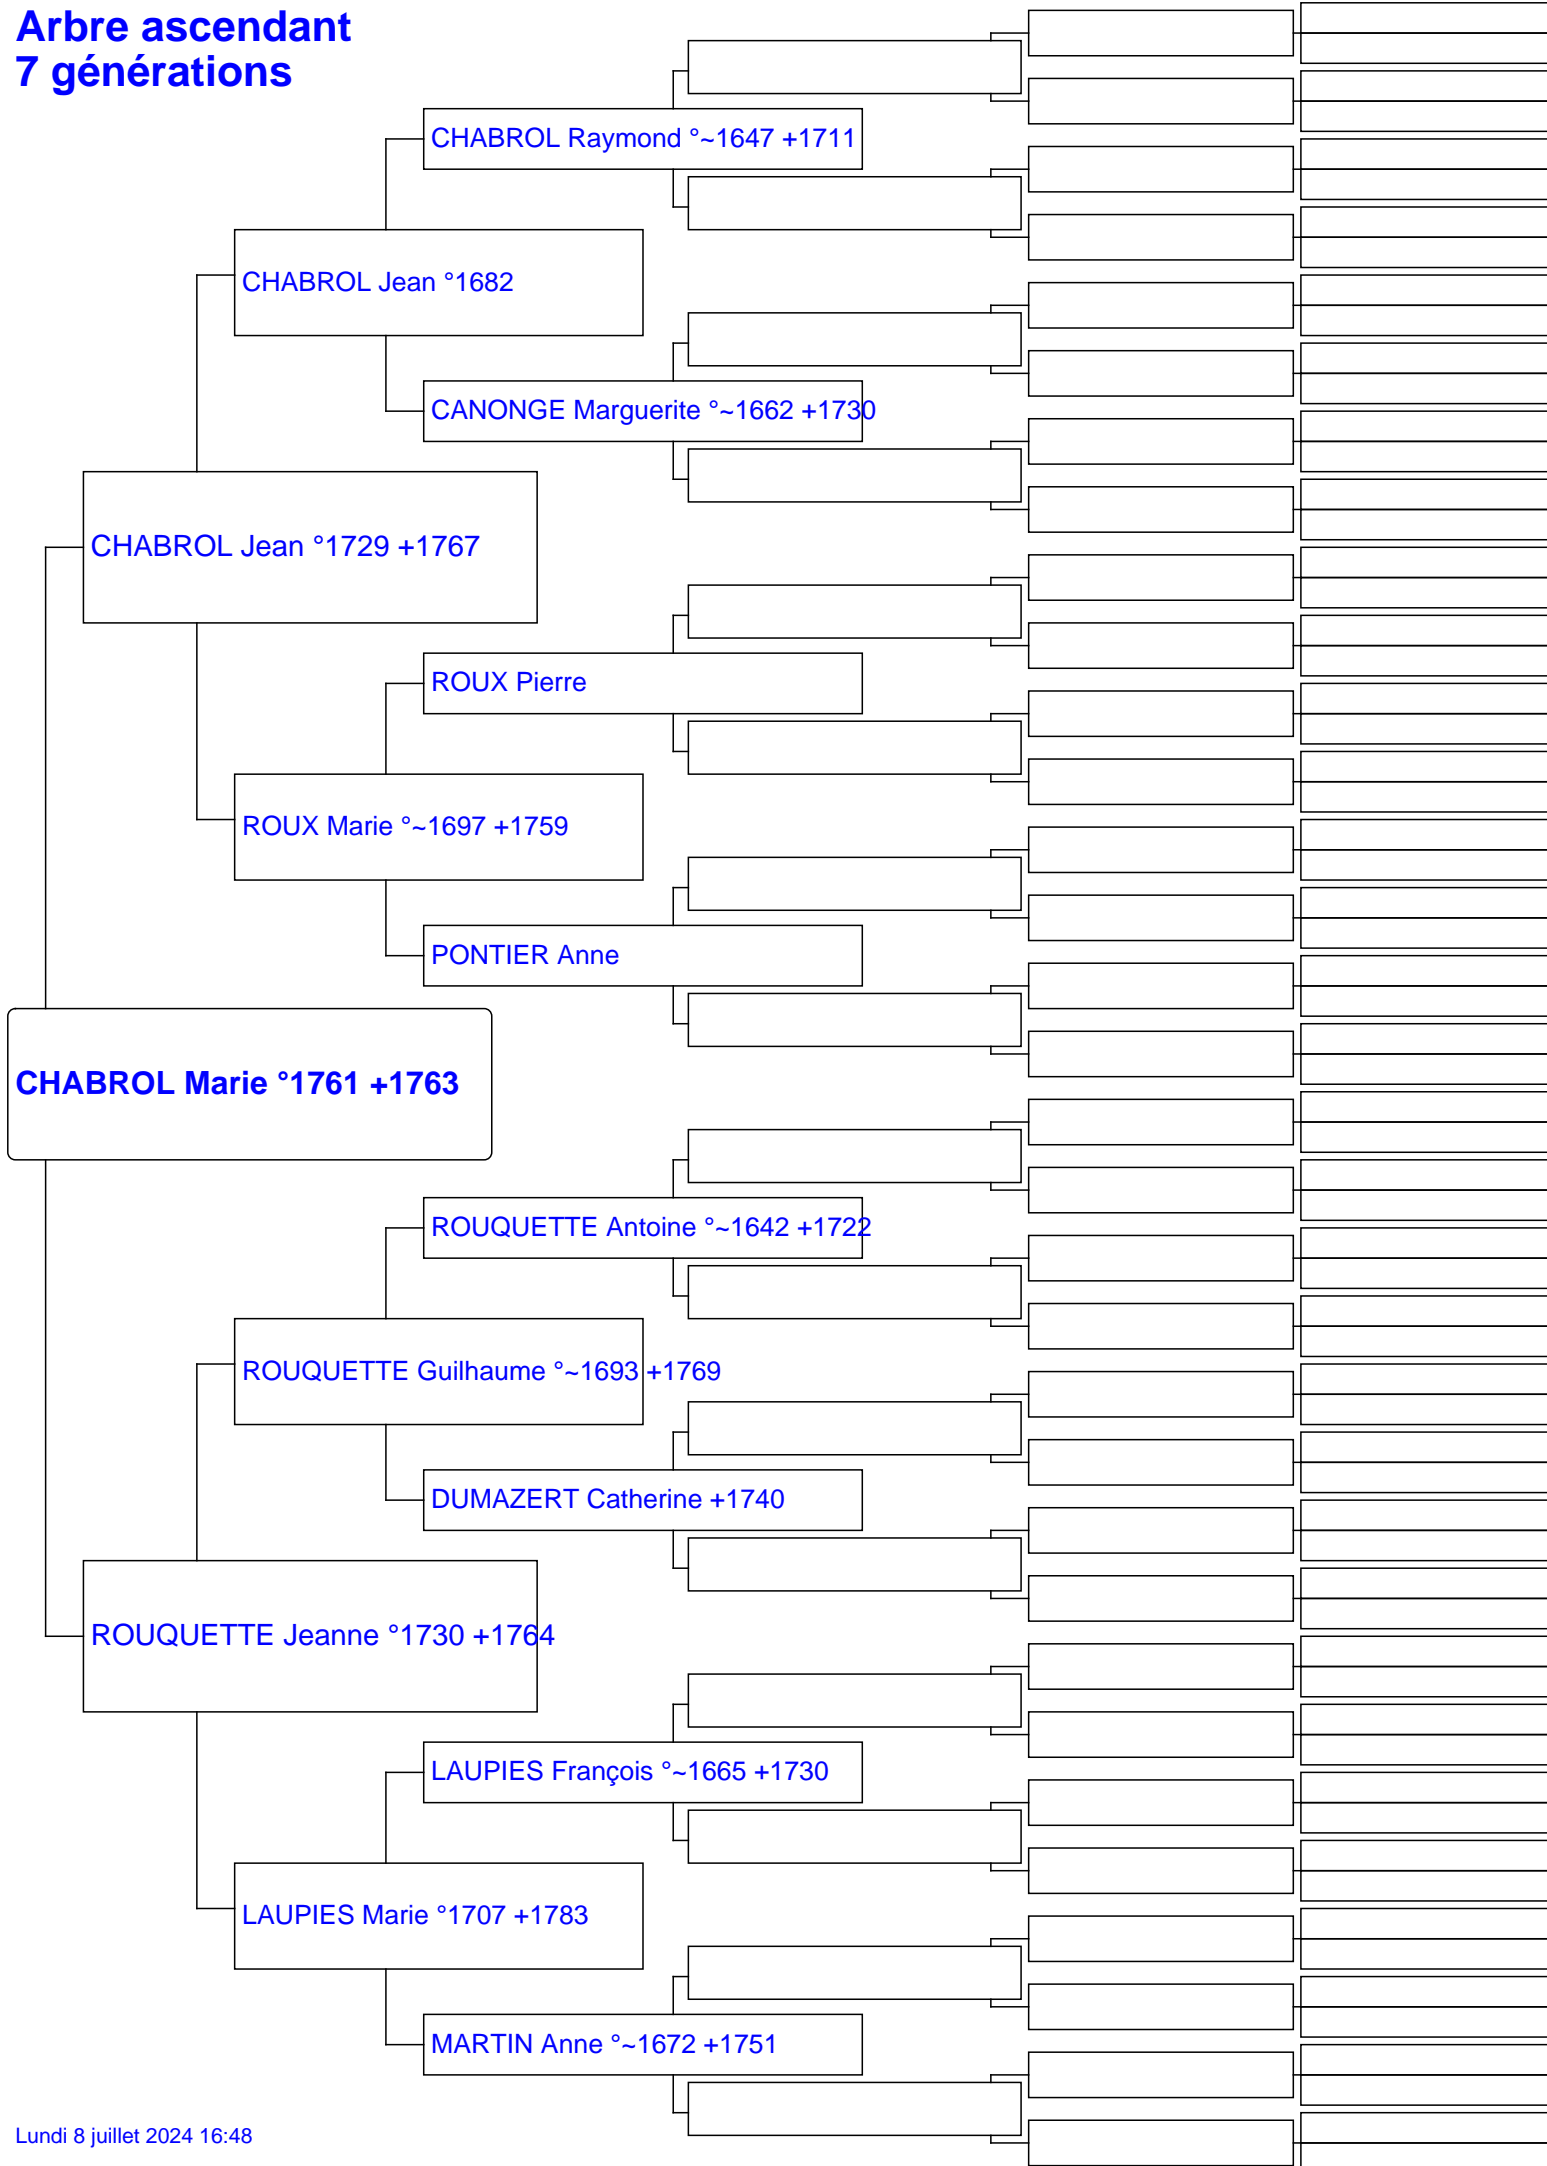 Arbre ascendant
7 générations
CHABROL Raymond °~1647 +1711
CHABROL Jean °1682
CANONGE Marguerite °~1662 +1730
CHABROL Jean °1729 +1767
ROUX Pierre
ROUX Marie °~1697 +1759
PONTIER Anne
CHABROL Marie °1761 +1763
ROUQUETTE Antoine °~1642 +1722
ROUQUETTE Guilhaume °~1693 +1769
DUMAZERT Catherine +1740
ROUQUETTE Jeanne °1730 +1764
LAUPIES François °~1665 +1730
LAUPIES Marie °1707 +1783
MARTIN Anne °~1672 +1751
Lundi 8 juillet 2024 16:48